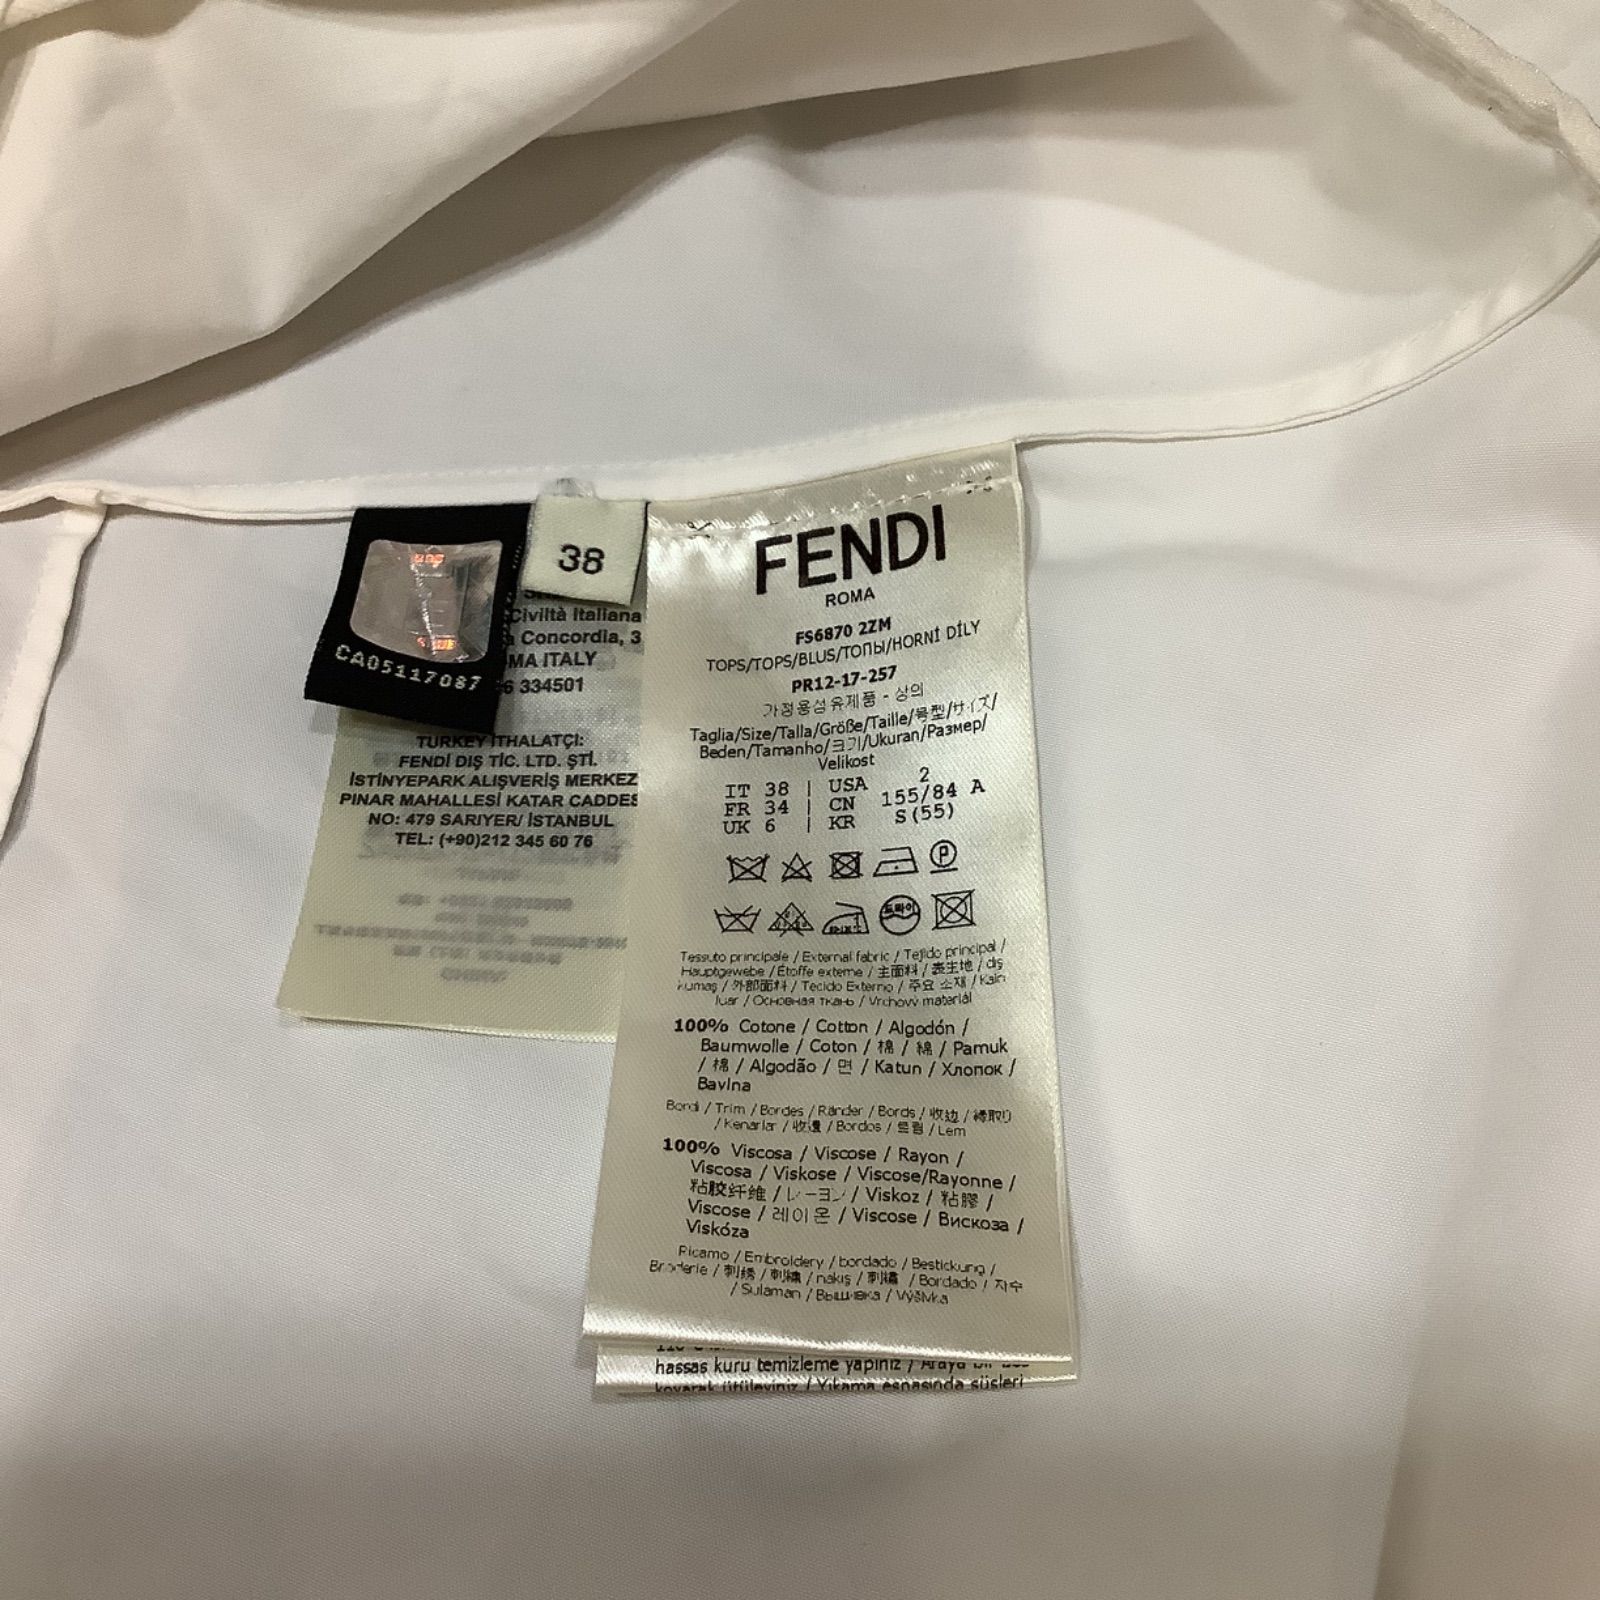 CA05117087
38
Civiltà Italiana
Concordia, 3
MA ITALY
6 334501
TURKEY İTHALATÇI:
FENDİ DIŞ TİC. LTD. ŞTİ.
İSTİNYEPARK ALIŞVERİŞ MERKEZ
PINAR MAHALLESİ KATAR CADDES
NO: 479 SARIYER/ İSTANBUL
TEL: (+90)212 345 60 76
FENDI
ROMA
FS6870 2ZM
TOPS/TOPS/BLUS/ТОПЫ/HORNÍ DÍLY
PR12-17-257
가정용섬유제품 - 상의
Taglia/Size/Talla/Größe/Taille/号型/サイズ/
Beden/Tamanho/크기/Ukuran/Размер/
Velikost
IT 38 | USA 2
FR 34 | CN 155/84 A
UK 6 | KR S(55)
P
드라이
Tessuto principale / External fabric / Tejido principal /
Hauptgewebe / Étoffe externe / 主面料 / 表生地 / dış
kumaş / 外部面料 / Tecido Externo / 주요 소재 / Kain
luar / Основная ткань / Vrchový materiál
100% Cotone / Cotton / Algodón /
Baumwolle / Coton / 棉 / 綿 / Pamuk
/ 棉 / Algodão / 면 / Katun / Хлопок /
Bavlna
Bordi / Trim / Bordes / Ränder / Bords / 收边 / 縁取り
/ Kenarlar / 收邊 / Bordos / 트림 / Lem
100% Viscosa / Viscose / Rayon /
Viscosa / Viskose / Viscose/Rayonne /
粘胶纤维 / レーヨン / Viskoz / 粘膠 /
Viscose / 레이온 / Viscose / Вискоза /
Viskóza
Ricamo / Embroidery / bordado / Bestickung /
Broderie / 刺绣 / 刺繍 / nakış / 刺繡 / Bordado / 자수
/ Sulaman / Вышивка / Výšivka
hassas kuru temizleme yapınız / Araya bir
koyarak ütüleyiniz / Yıkama esnasında süsleri